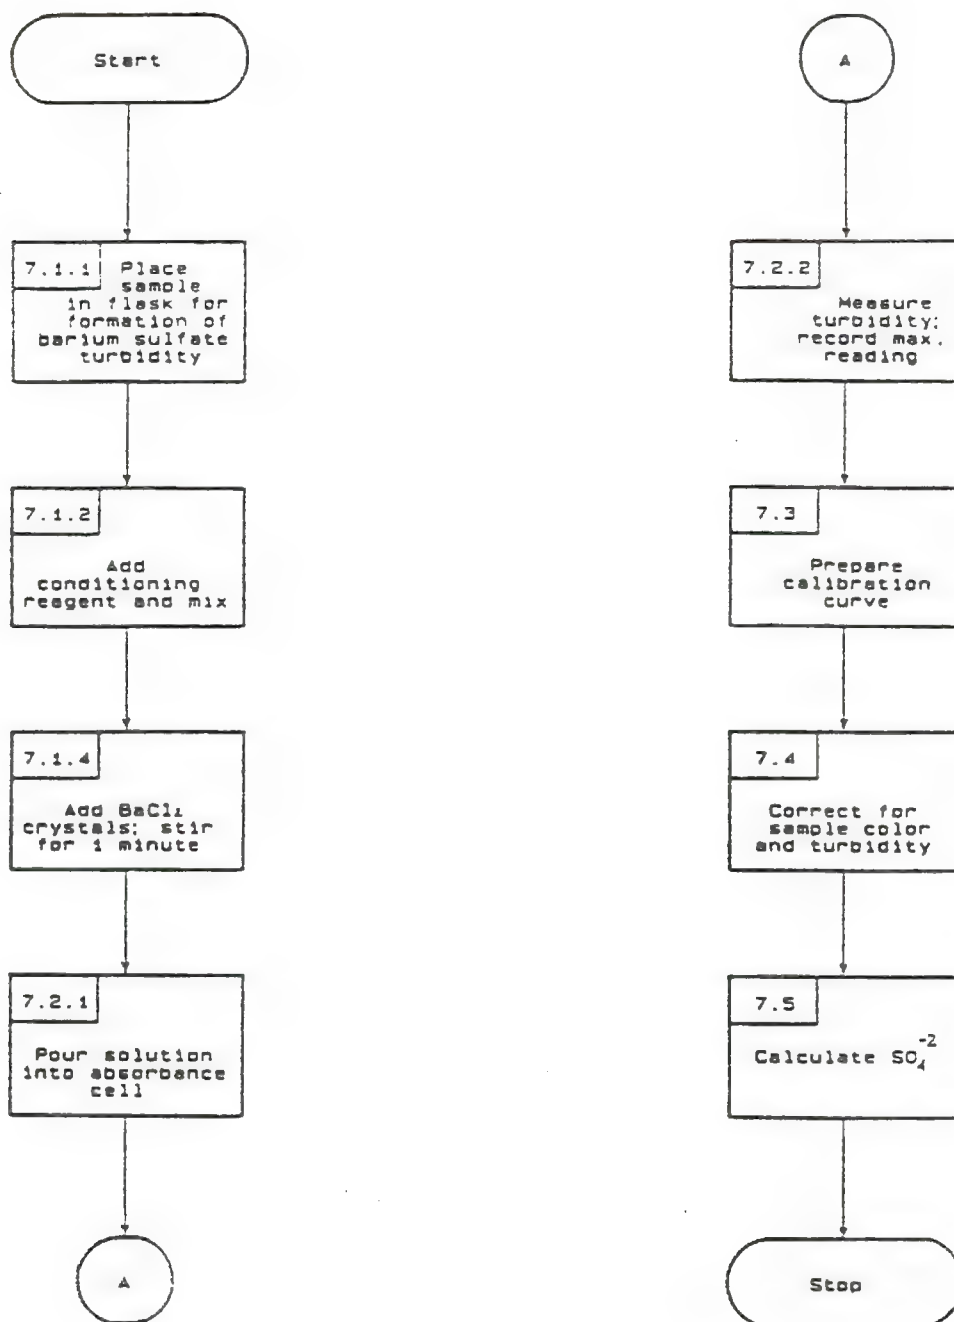 Start
7.1.1 Place
sample
in flask for
formation of
barium sulfate
turbidity
7.1.2
Add
conditioning
reagent and mix
7.1.4
Add BaCl₂
crystals; stir
for 1 minute
7.2.1
Pour solution
into absorbance
cell
A
A
7.2.2
Measure
turbidity;
record max.
reading
7.3
Prepare
calibration
curve
7.4
Correct for
sample color
and turbidity
7.5
Calculate SO₄⁻²
Stop